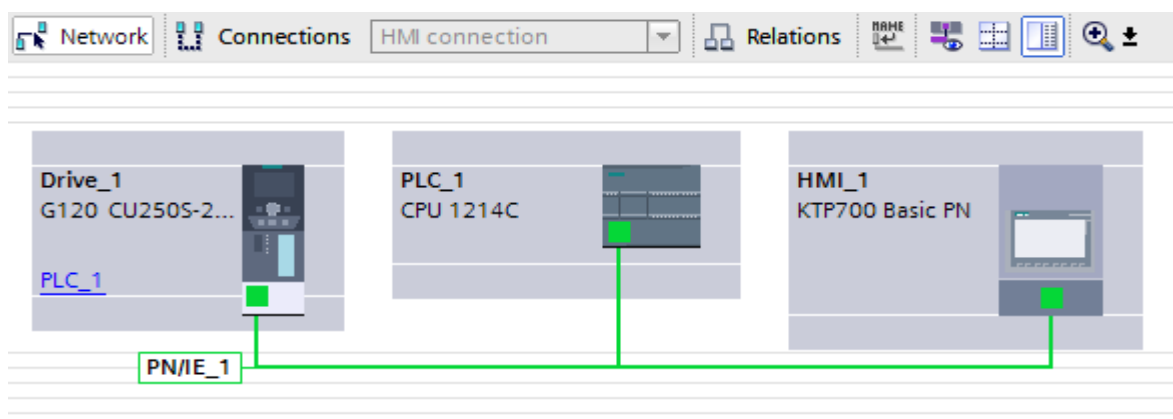 Network Connections HMI connection Relations NAME
Drive_1
G120 CU250S-2...
PLC_1
PLC_1
CPU 1214C
HMI_1
KTP700 Basic PN
PN/IE_1